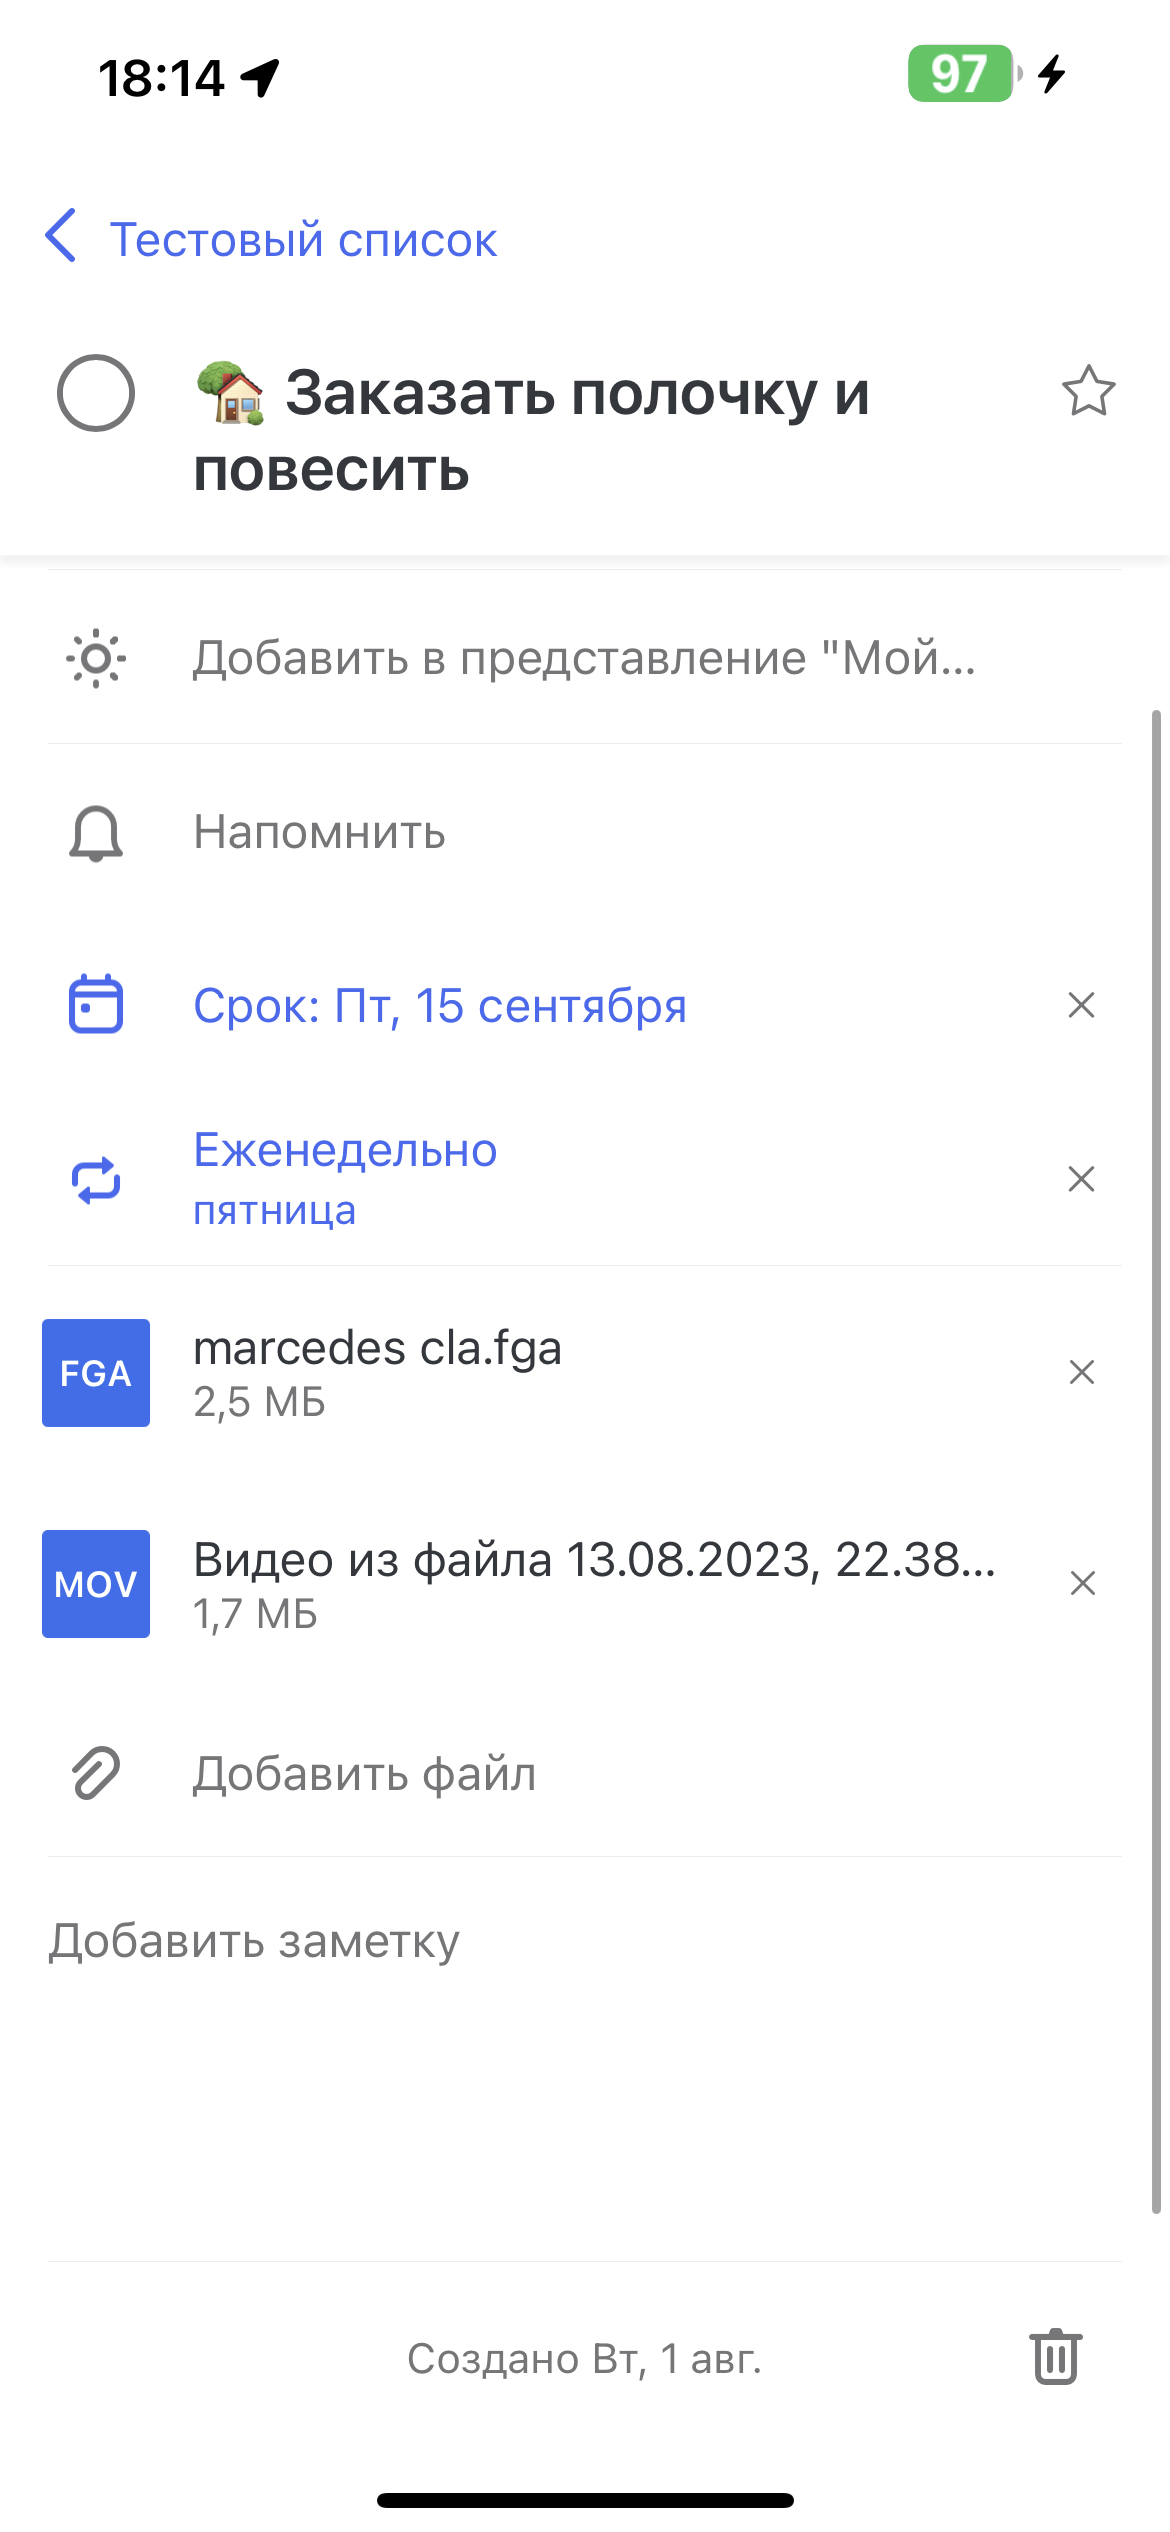 18:14
97
Тестовый список
🏡 Заказать полочку и
повесить
Добавить в представление "Мой...
Напомнить
Срок: Пт, 15 сентября
Еженедельно
пятница
FGA
marcedes cla.fga
2,5 МБ
MOV
Видео из файла 13.08.2023, 22.38...
1,7 МБ
Добавить файл
Добавить заметку
Создано Вт, 1 авг.